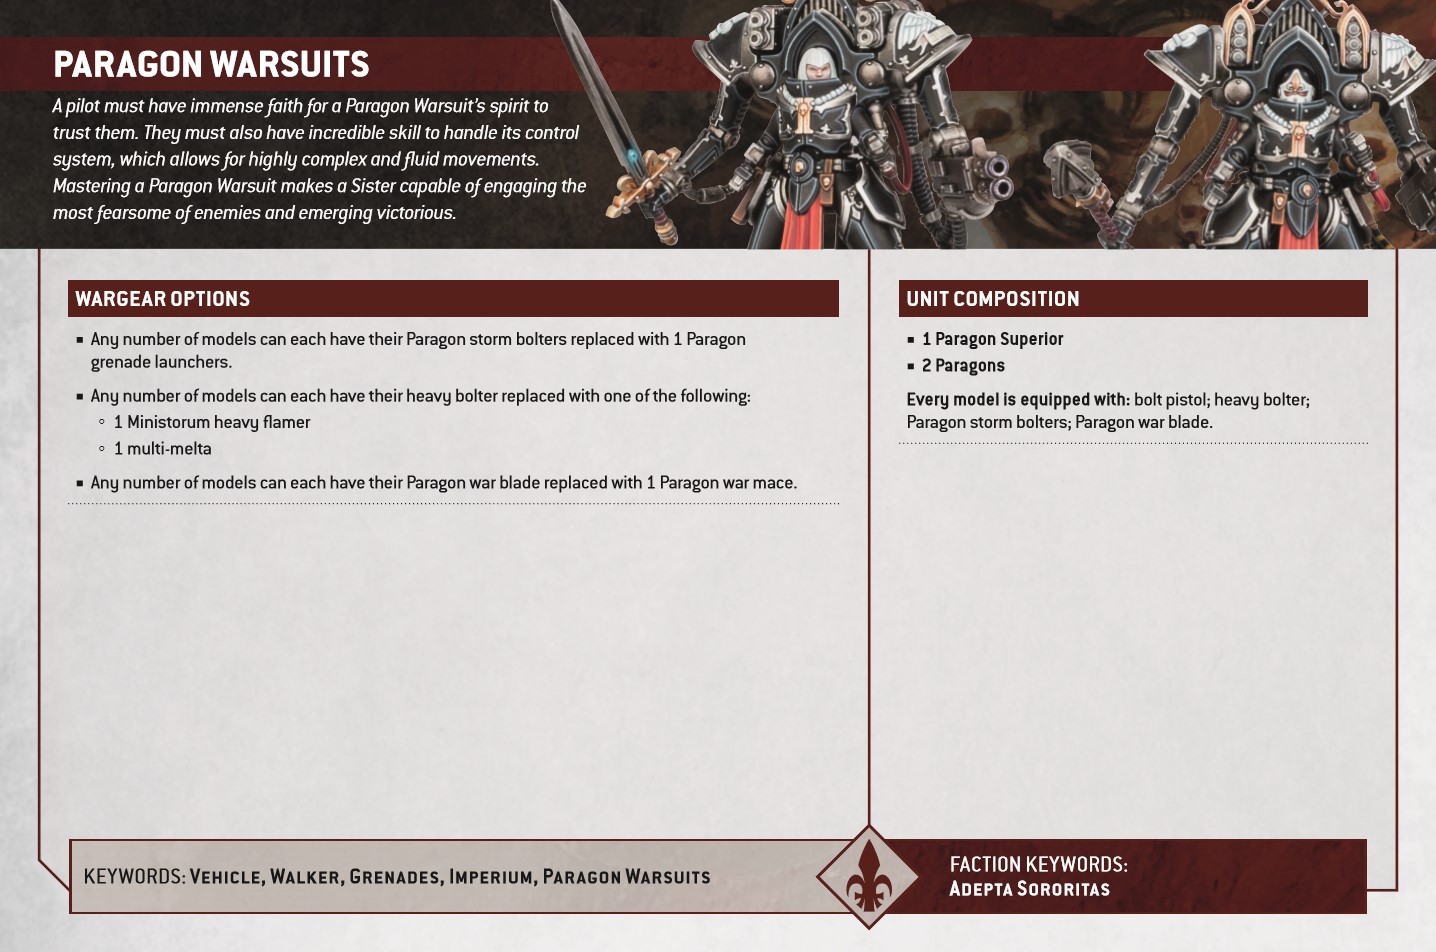 PARAGON WARSUITS
A pilot must have immense faith for a Paragon Warsuit's spirit to
trust them. They must also have incredible skill to handle its control
system, which allows for highly complex and fluid movements.
Mastering a Paragon Warsuit makes a Sister capable of engaging the
most fearsome of enemies and emerging victorious.
WARGEAR OPTIONS
▪ Any number of models can each have their Paragon storm bolters replaced with 1 Paragon
grenade launchers.
▪ Any number of models can each have their heavy bolter replaced with one of the following:
◦ 1 Ministorum heavy flamer
◦ 1 multi-melta
▪ Any number of models can each have their Paragon war blade replaced with 1 Paragon war mace.
UNIT COMPOSITION
▪ 1 Paragon Superior
▪ 2 Paragons
Every model is equipped with: bolt pistol; heavy bolter;
Paragon storm bolters; Paragon war blade.
KEYWORDS: Vehicle, Walker, Grenades, Imperium, Paragon Warsuits
FACTION KEYWORDS:
Adepta Sororitas